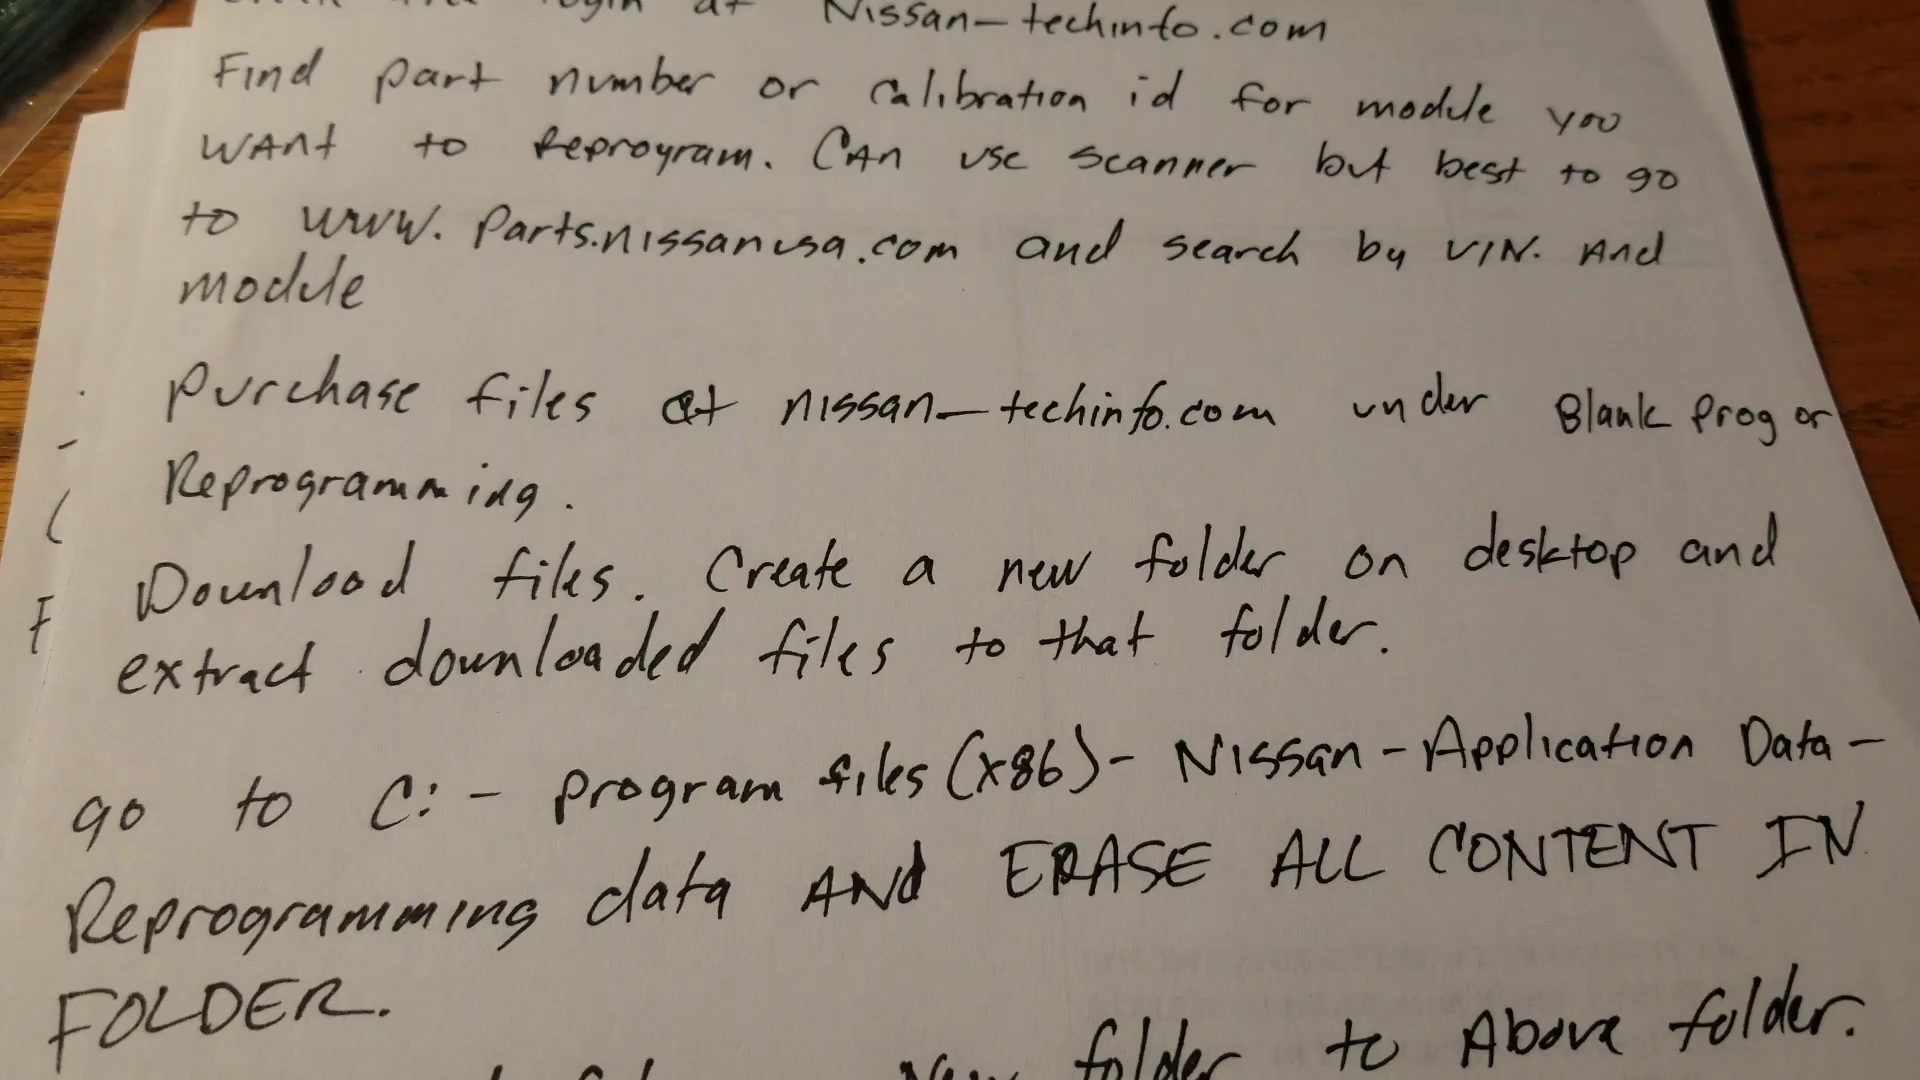 login at Nissan-techinfo.com
Find part number or calibration id for module you
WANt to Reprogram. CAN use scanner but best to go
to www.parts.nissanusa.com and search by VIN. And
module
Purchase files at nissan-techinfo.com under Blank Prog or
Reprogramming.
Download files. Create a new folder on desktop and
extract downloaded files to that folder.
go to C: - program files (x86) - Nissan - Application Data -
Reprogramming data ANd ERASE ALL CONTENT IN
FOLDER.
New folder to Above folder.